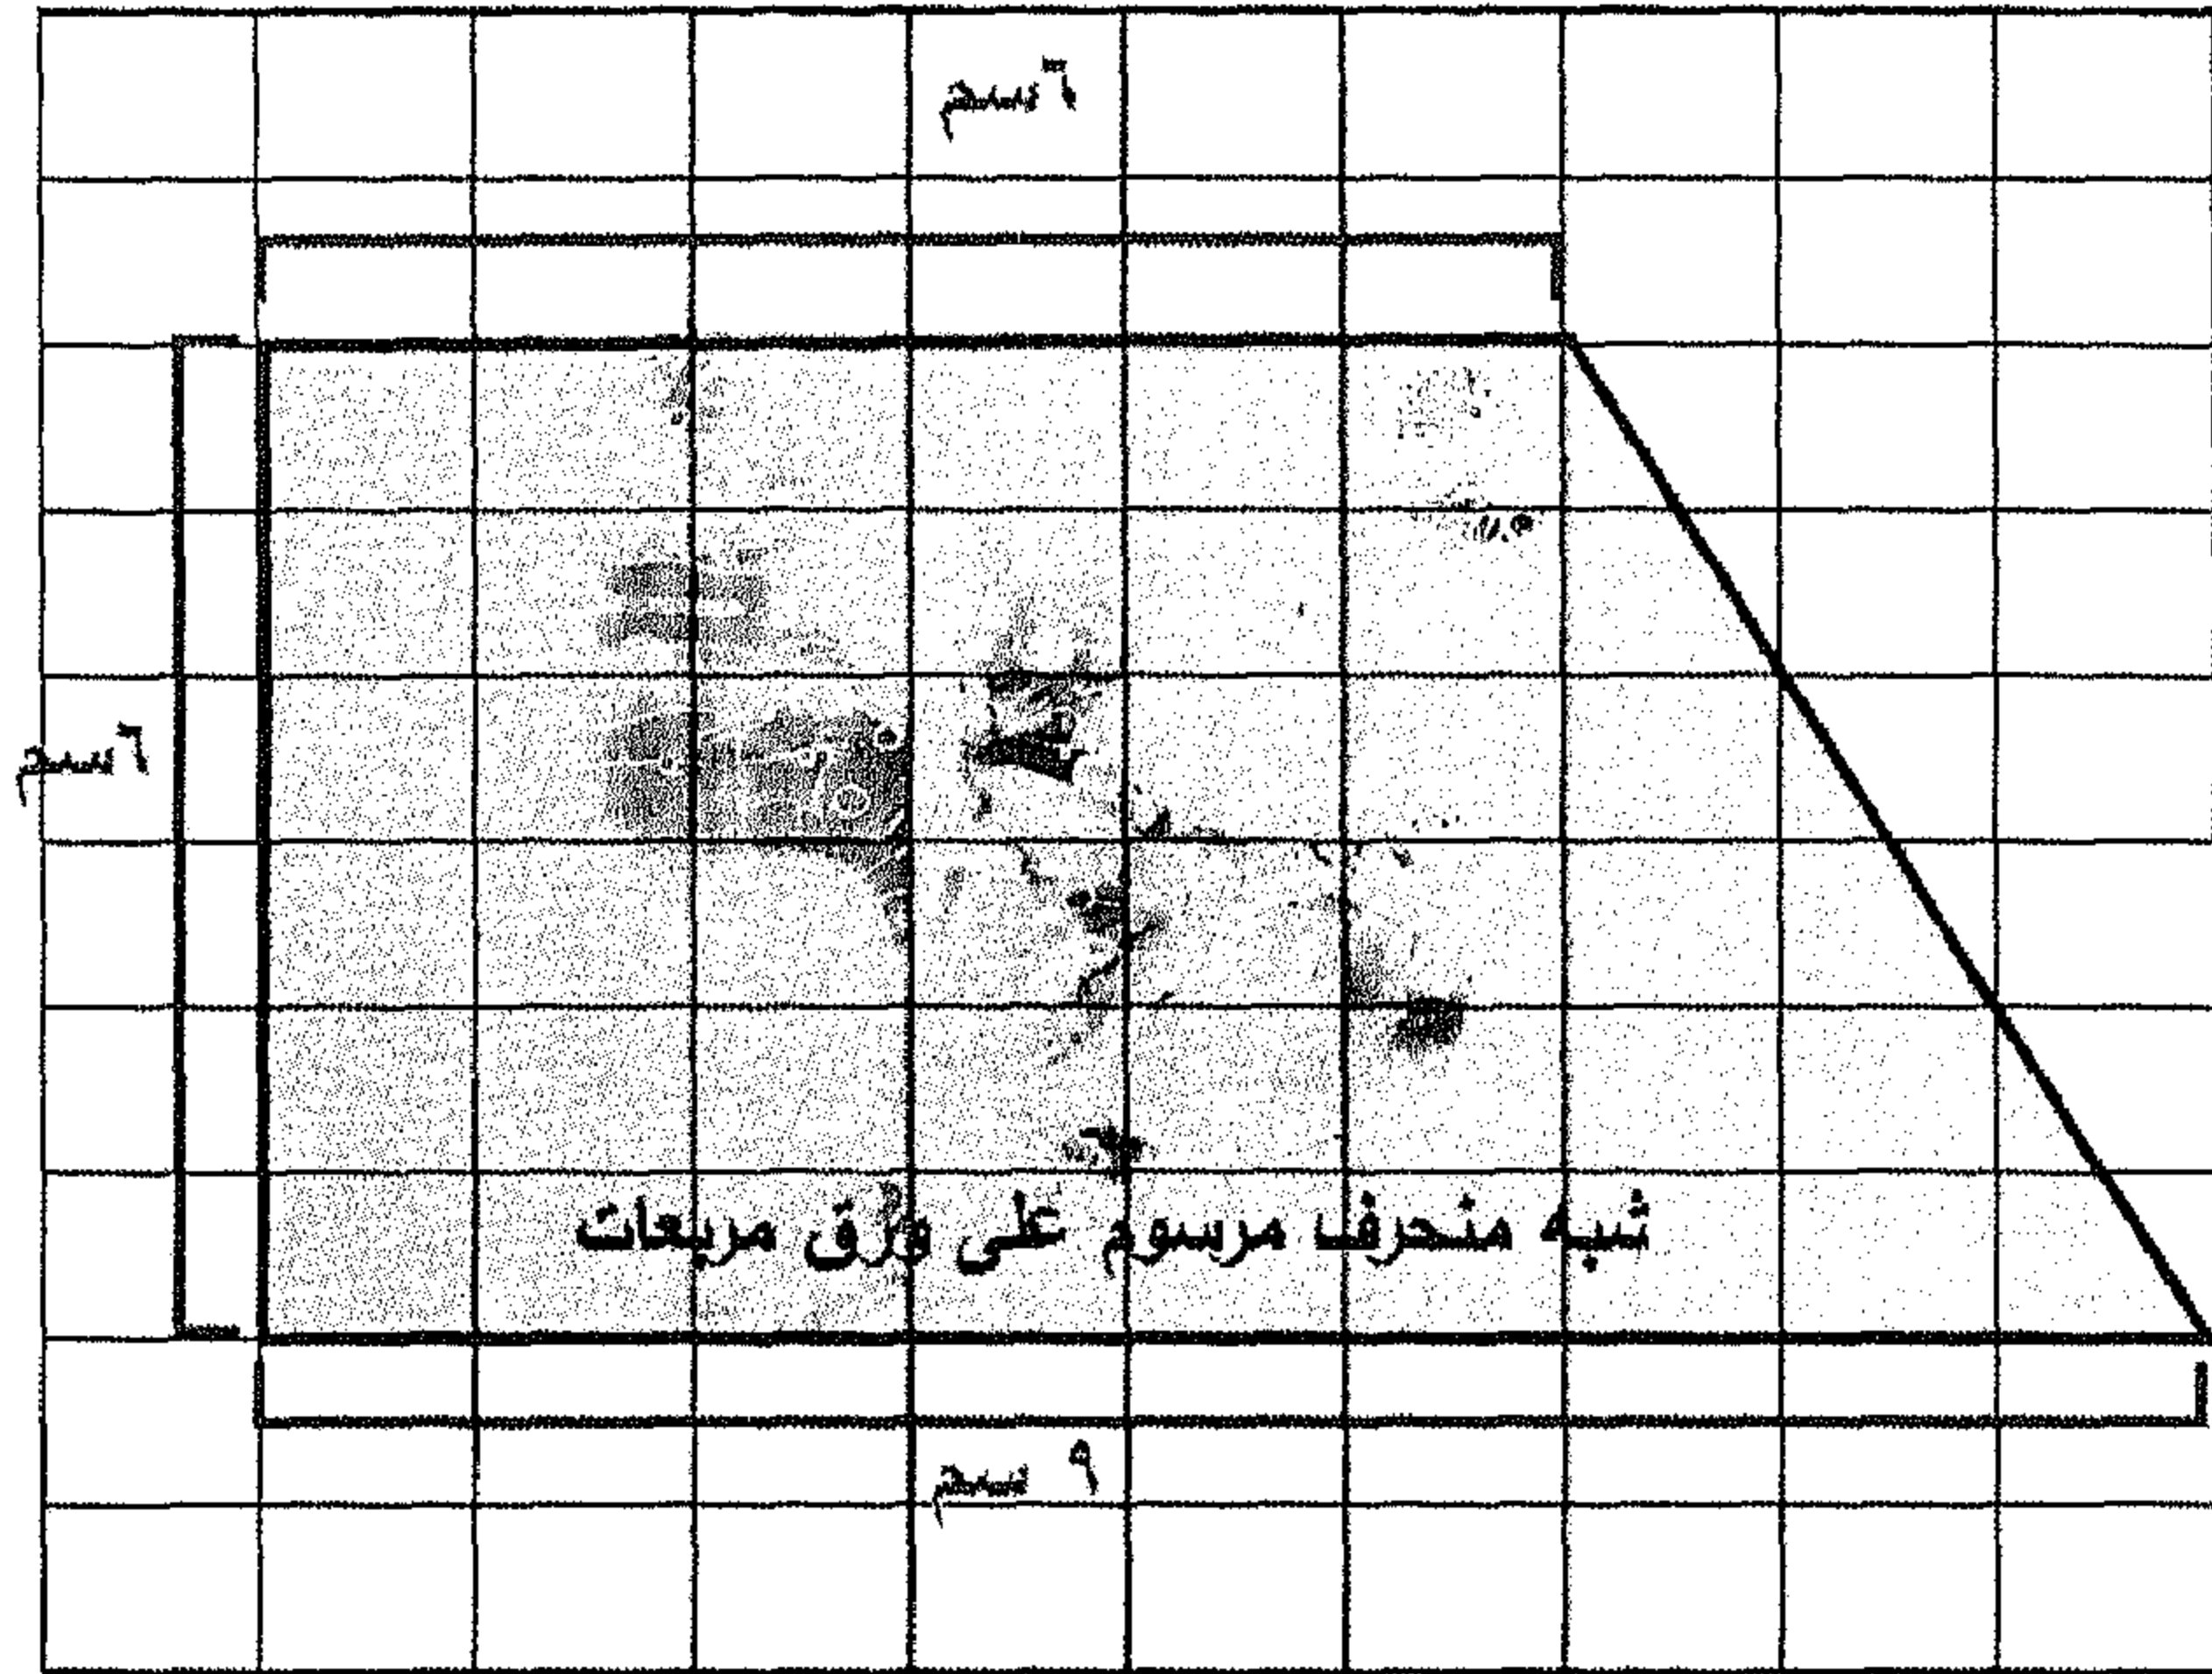 ٦ سم
٦ سم
شبه منحرف مرسوم على ورق مربعات
٩ سم